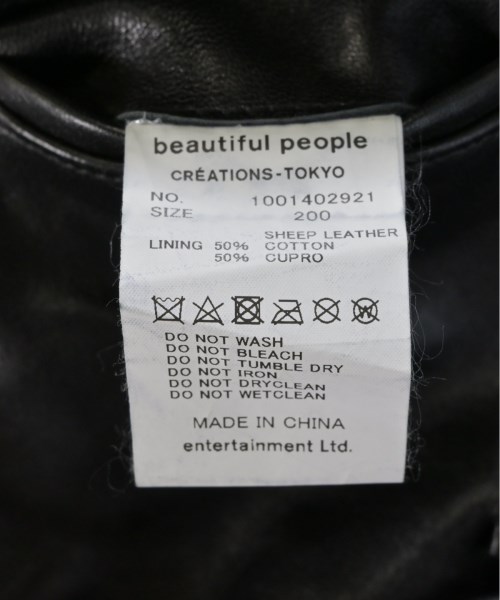 beautiful people
CRÉATIONS-TOKYO
NO. 1001402921
SIZE 200
SHEEP LEATHER
LINING 50% COTTON
50% CUPRO
DO NOT WASH
DO NOT BLEACH
DO NOT TUMBLE DRY
DO NOT IRON
DO NOT DRYCLEAN
DO NOT WETCLEAN
MADE IN CHINA
entertainment Ltd.